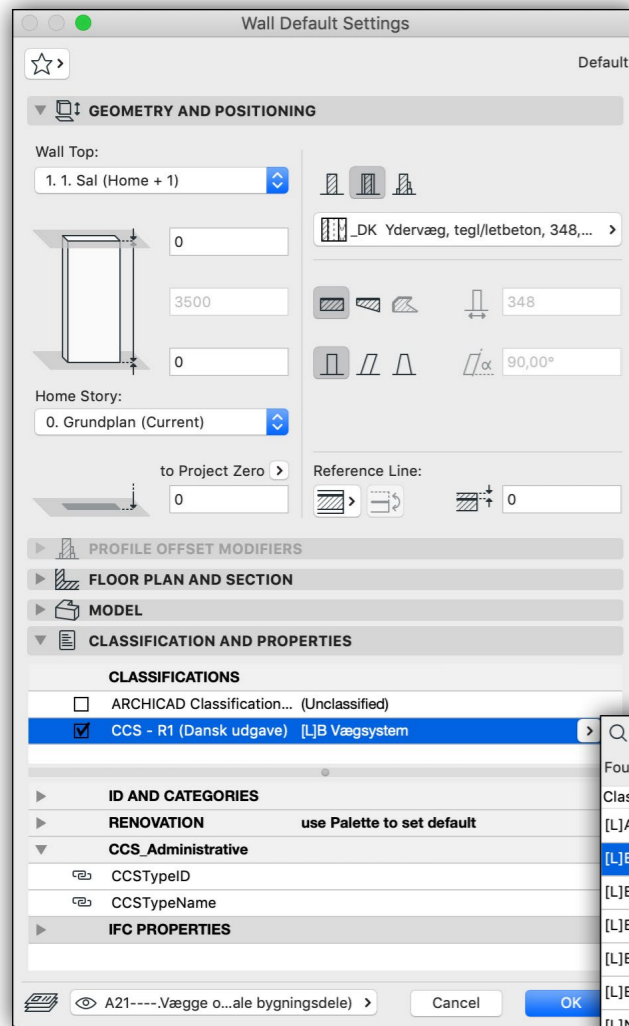 Wall Default Settings
Default
GEOMETRY AND POSITIONING
Wall Top:
1. 1. Sal (Home + 1)
_DK Ydervæg, tegl/letbeton, 348,...
0
3500
348
0
α 90,00°
Home Story:
0. Grundplan (Current)
to Project Zero
Reference Line:
0
0
PROFILE OFFSET MODIFIERS
FLOOR PLAN AND SECTION
MODEL
CLASSIFICATION AND PROPERTIES
CLASSIFICATIONS
ARCHICAD Classification... (Unclassified)
CCS - R1 (Dansk udgave) [L]B Vægsystem
ID AND CATEGORIES
RENOVATION use Palette to set default
CCS_Administrative
CCSTypeID
CCSTypeName
IFC PROPERTIES
A21----.Vægge o...ale bygningsdele)
Cancel
OK
Fou
Clas